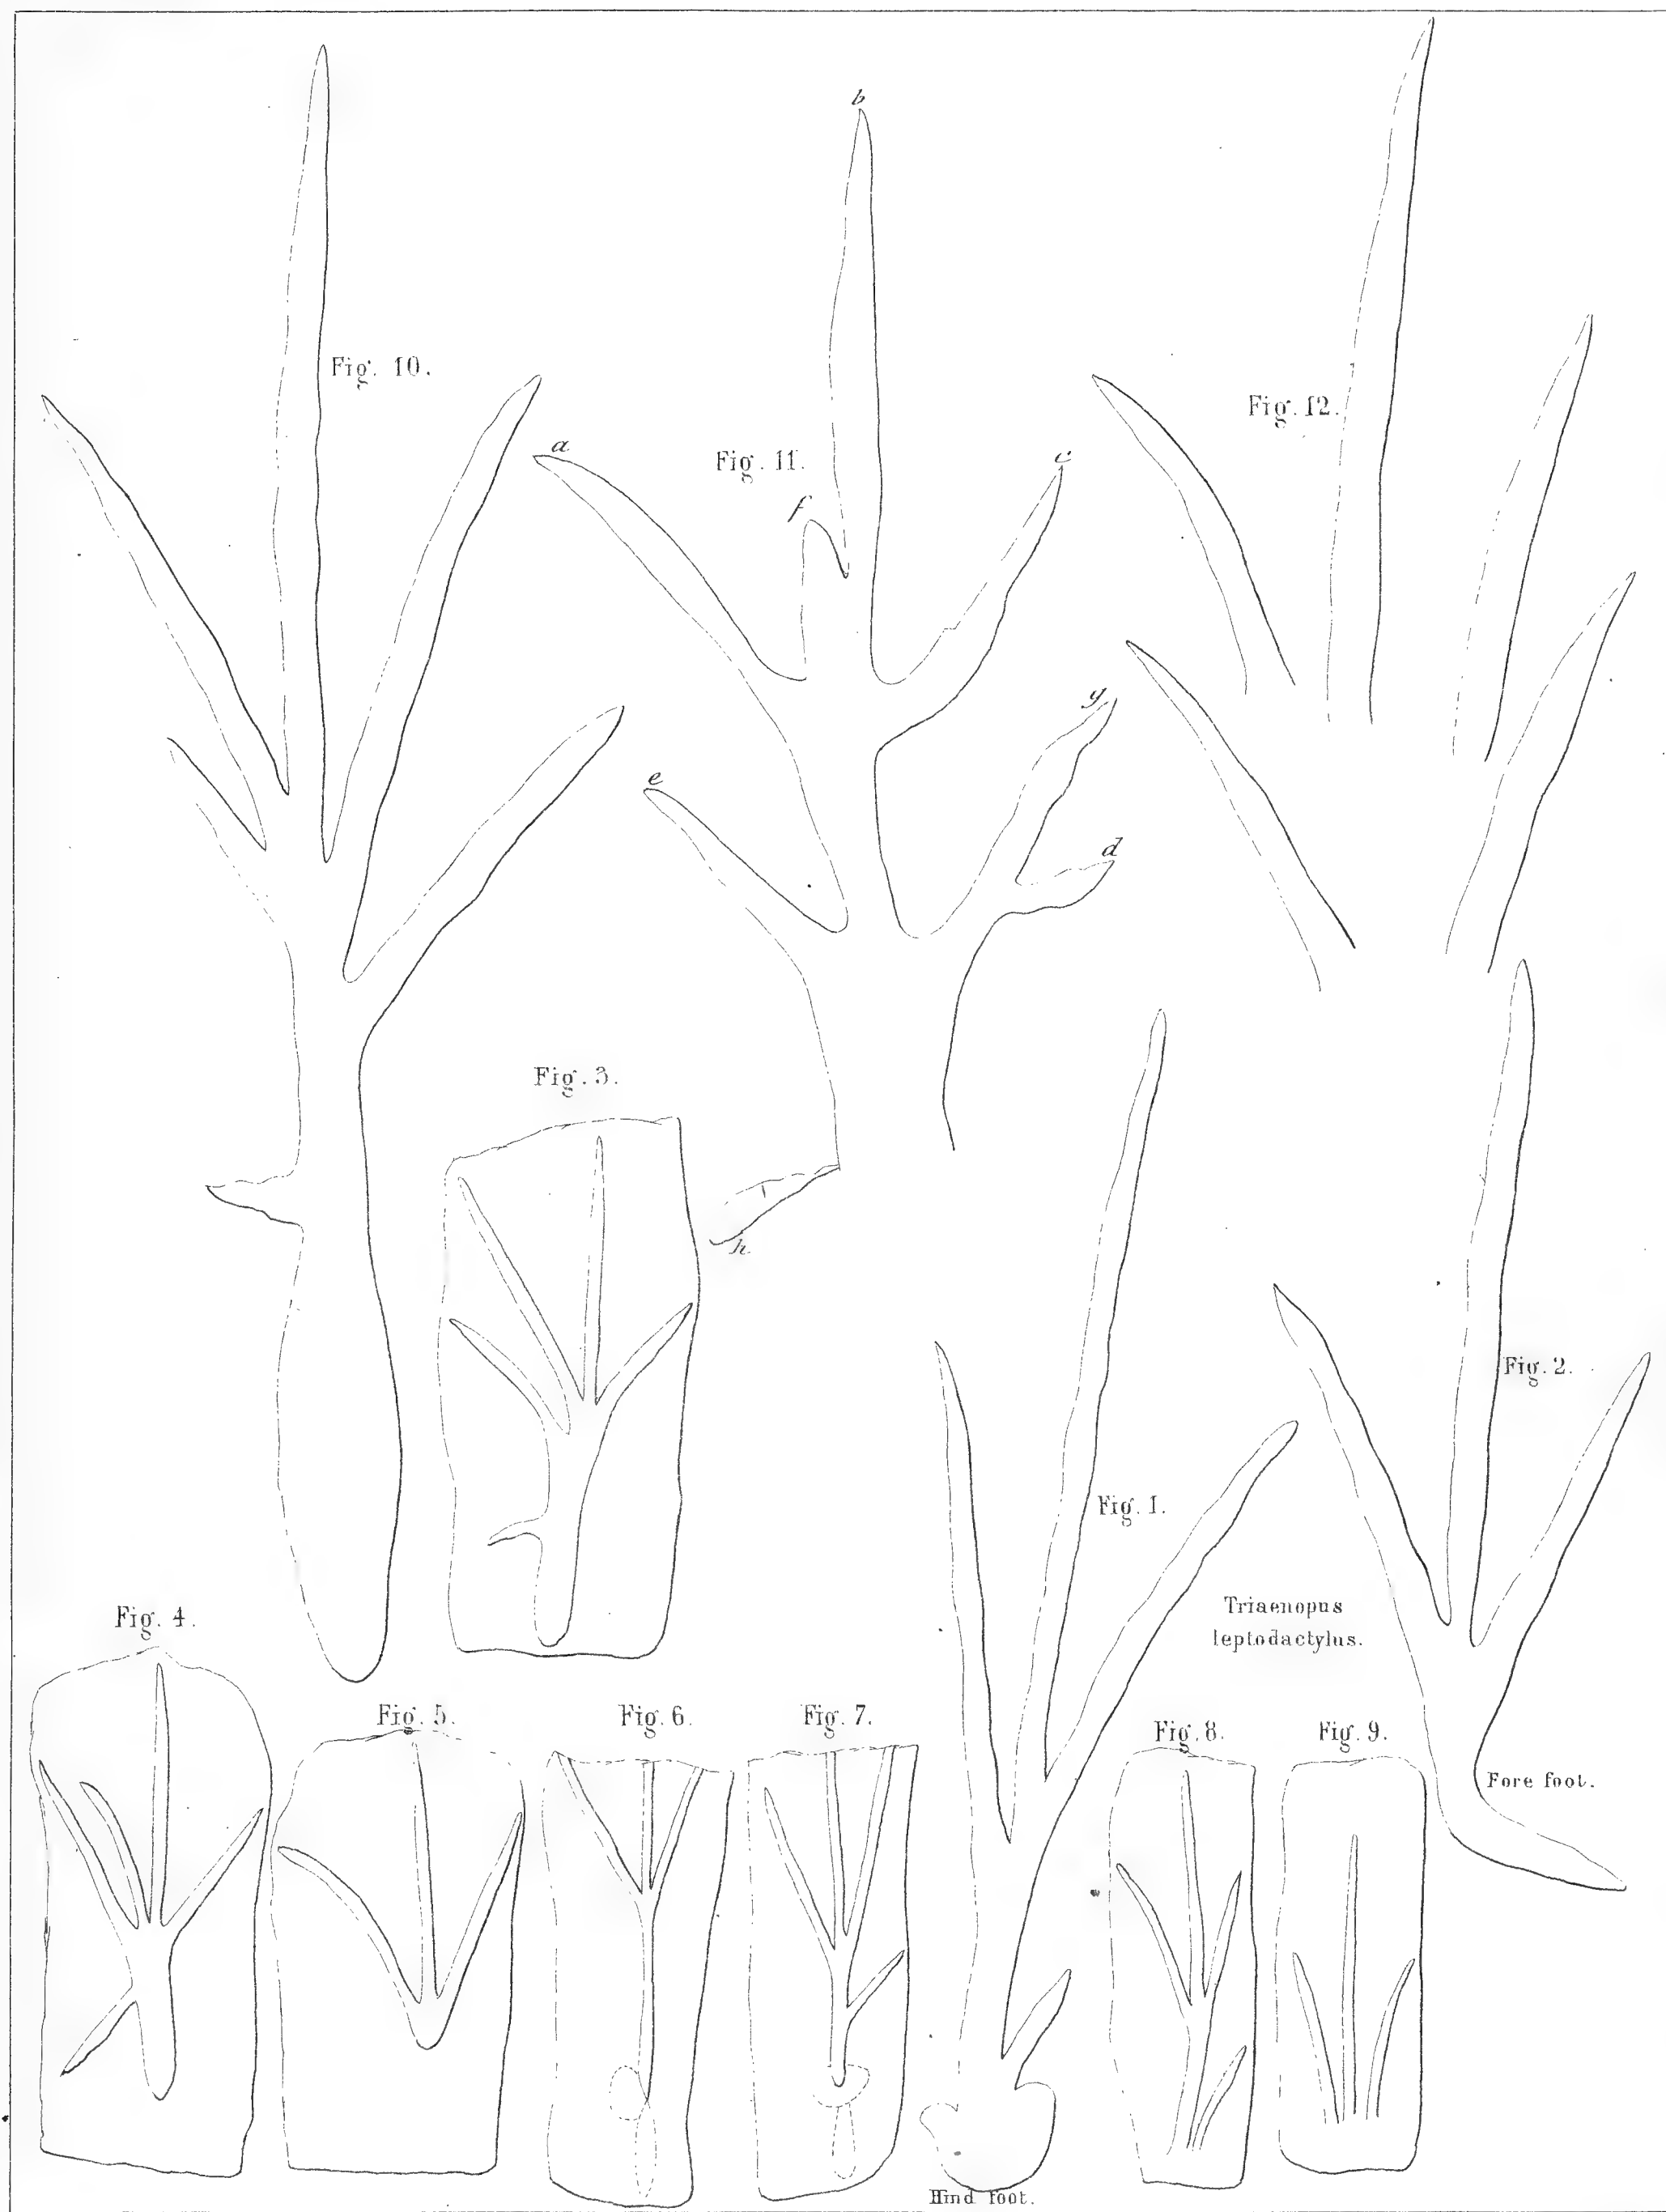 b
Fig. 10.
Fig. 12.
a
Fig. 11.
c
f
g
e
d
Fig. 3.
h
Fig. 2.
Fig. 1.
Triaenopus
leptodactylus.
Fig. 4.
Fig. 5.
Fig. 6.
Fig. 7.
Fig. 8.
Fig. 9.
Fore foot.
Hind foot.